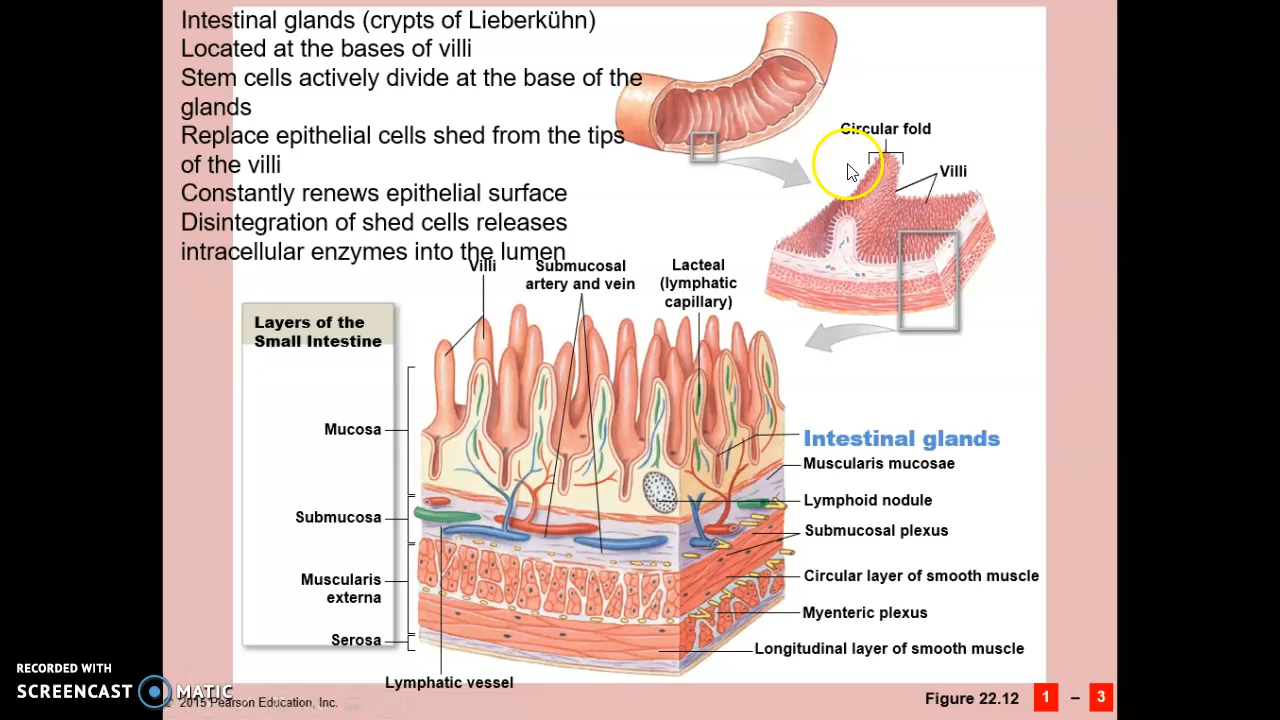 Intestinal glands (crypts of Lieberkühn)
Located at the bases of villi
Stem cells actively divide at the base of the
glands
Replace epithelial cells shed from the tips
of the villi
Constantly renews epithelial surface
Disintegration of shed cells releases
intracellular enzymes into the lumen
Circular fold
Villi
Villi
Submucosal
artery and vein
Lacteal
(lymphatic
capillary)
Layers of the
Small Intestine
Mucosa
Submucosa
Muscularis
externa
Serosa
Intestinal glands
Muscularis mucosae
Lymphoid nodule
Submucosal plexus
Circular layer of smooth muscle
Myenteric plexus
Longitudinal layer of smooth muscle
Lymphatic vessel
RECORDED WITH
SCREENCAST MATIC
© 2015 Pearson Education, Inc.
Figure 22.12 1 – 3